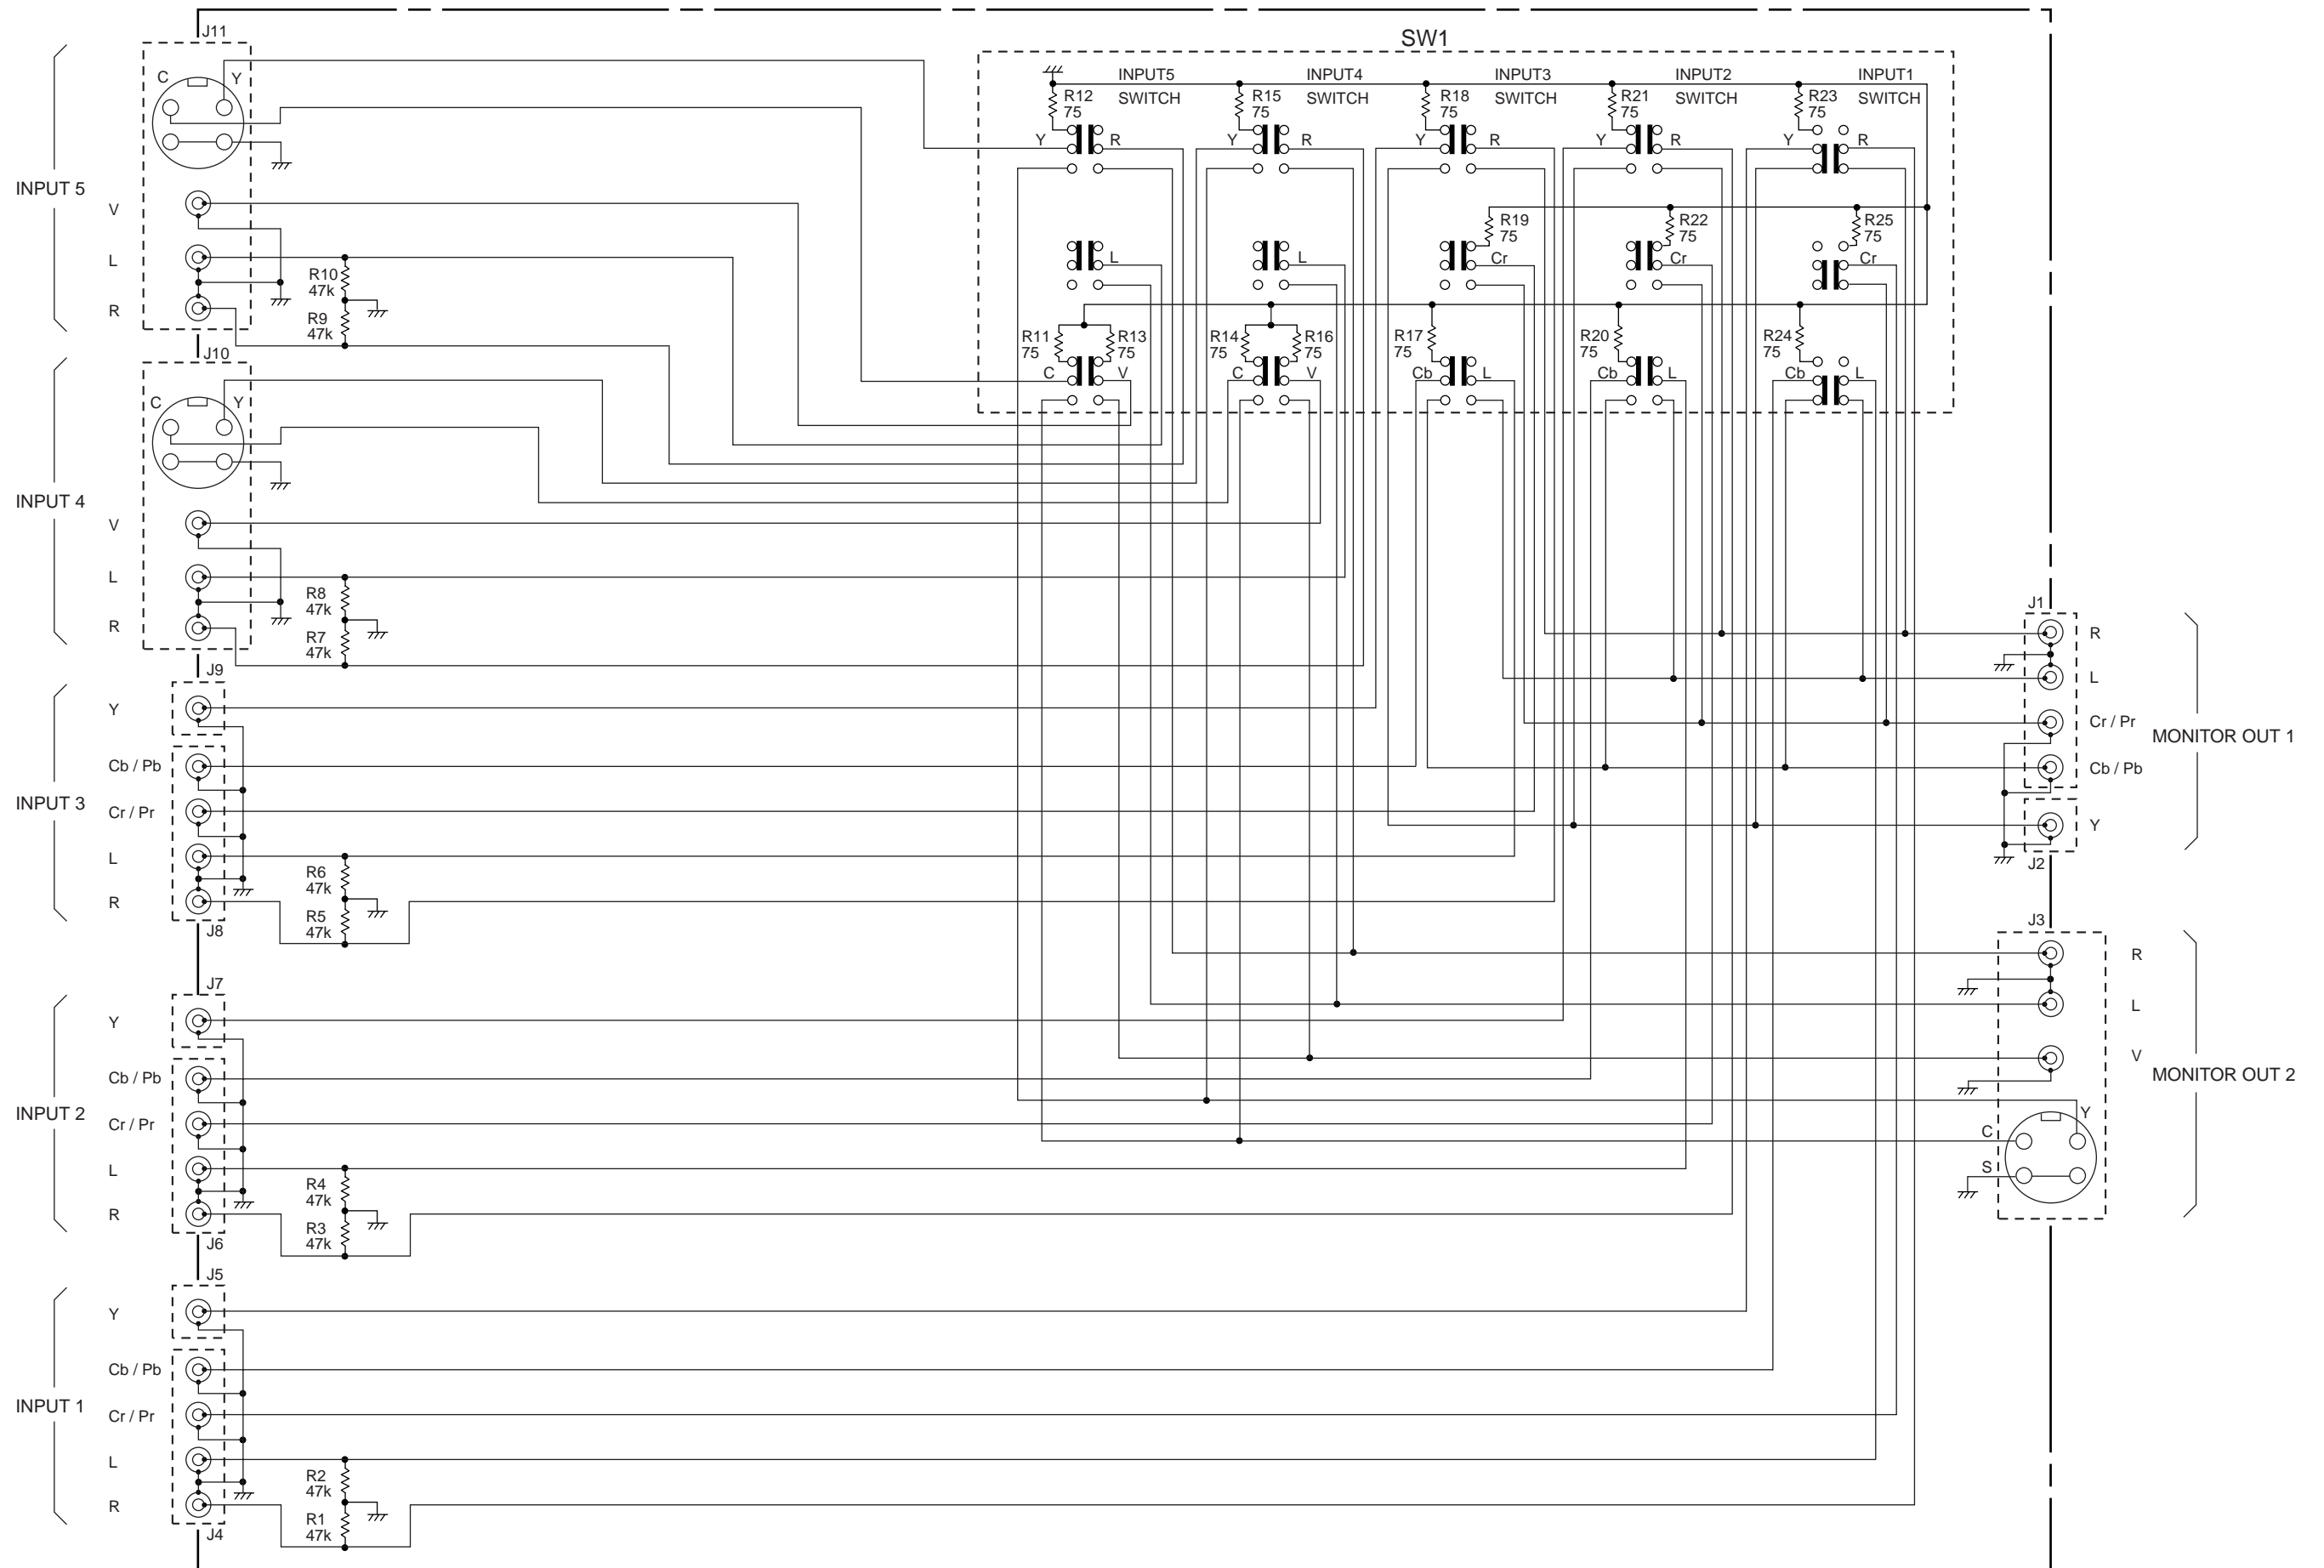 SW1
INPUT5 SWITCH
INPUT4 SWITCH
INPUT3 SWITCH
INPUT2 SWITCH
INPUT1 SWITCH
R12 75
R15 75
R18 75
R21 75
R23 75
Y R
Y R
Y R
Y R
Y R
R19 75
R22 75
R25 75
L
L
Cr
Cr
Cr
R11 75
R13 75
R14 75
R16 75
R17 75
R20 75
R24 75
C V
C V
Cb L
Cb L
Cb L
J11
C Y
INPUT 5
V
L
R
R10 47k
R9 47k
J10
C Y
INPUT 4
V
L
R
R8 47k
R7 47k
J9
Y
Cb / Pb
INPUT 3
Cr / Pr
L
R
J8
R6 47k
R5 47k
J7
Y
Cb / Pb
INPUT 2
Cr / Pr
L
R
J6
R4 47k
R3 47k
J5
Y
Cb / Pb
INPUT 1
Cr / Pr
L
R
J4
R2 47k
R1 47k
J1
R
L
Cr / Pr
MONITOR OUT 1
Cb / Pb
Y
J2
J3
R
L
V
MONITOR OUT 2
Y
C
S